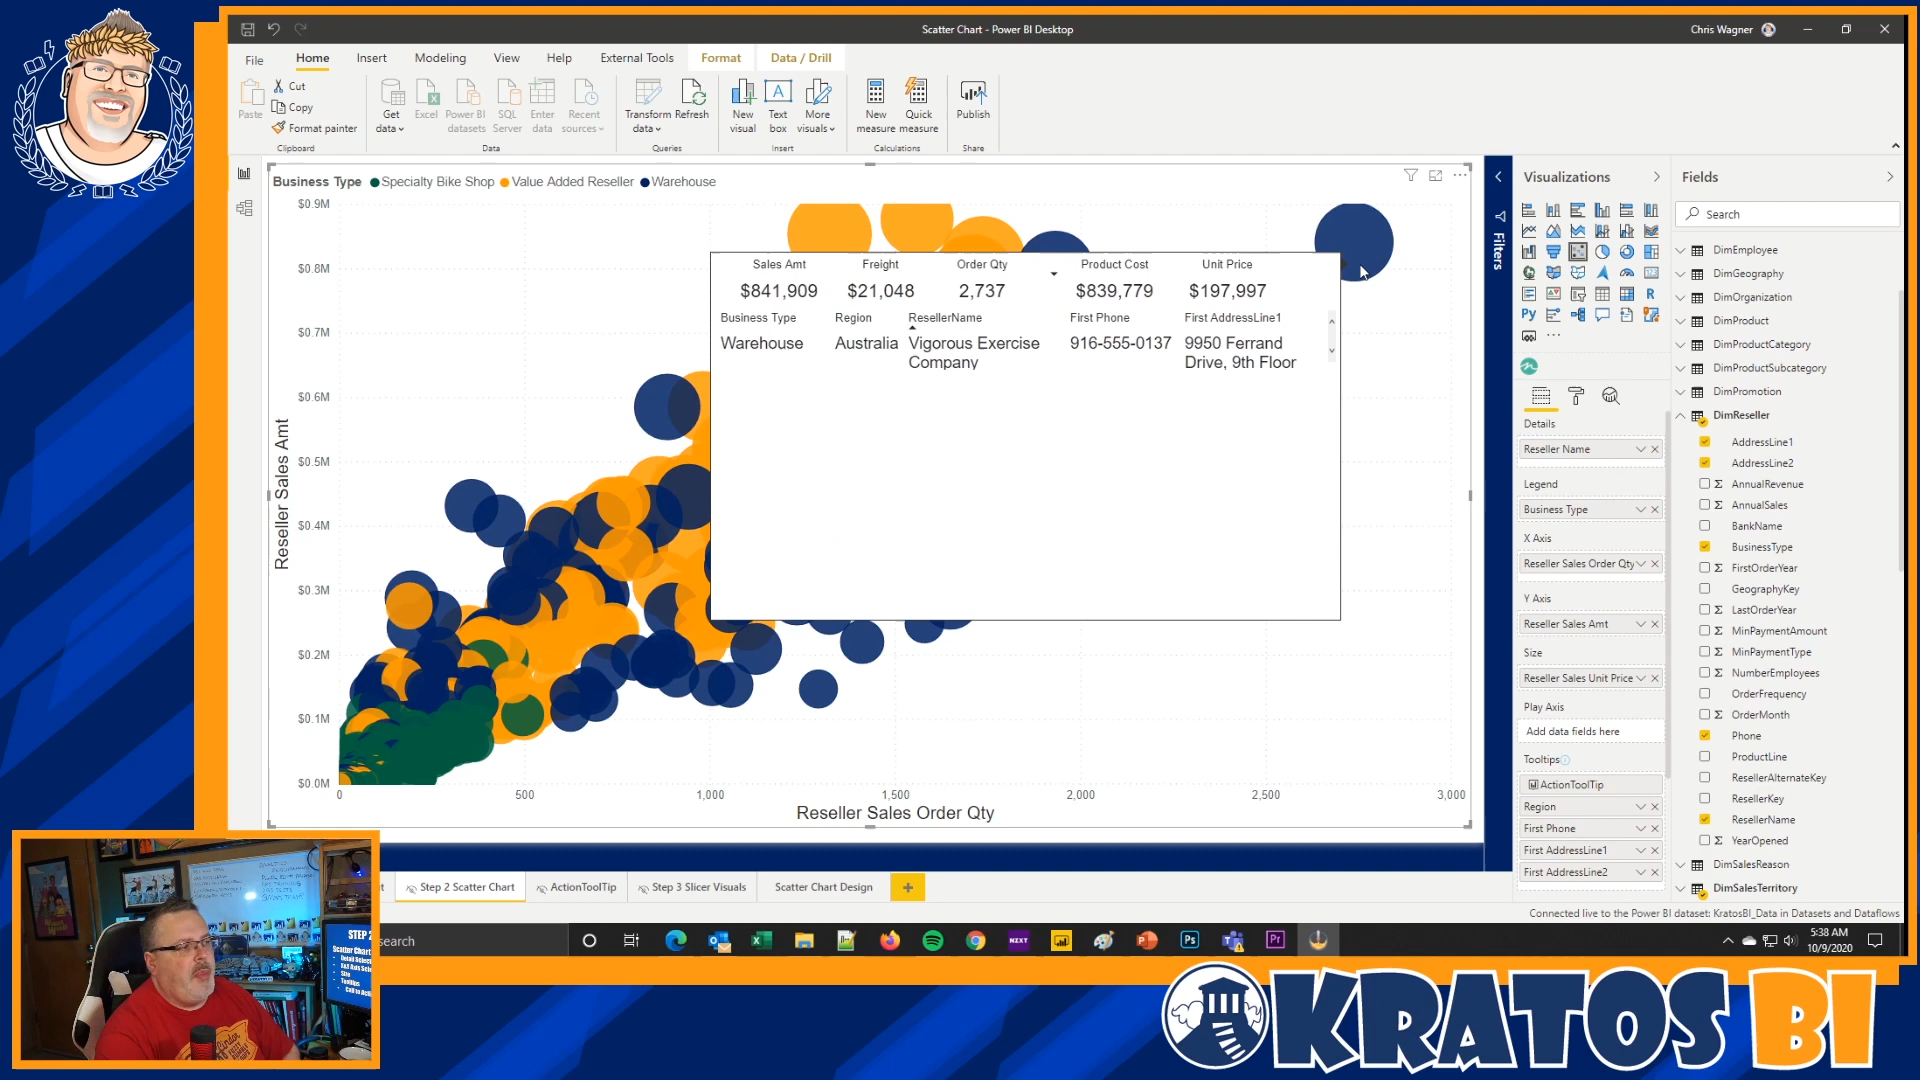 Scatter Chart - Power BI Desktop
Chris Wagner
File
Home
Insert
Modeling
View
Help
External Tools
Format
Data / Drill
Paste
Cut
Copy
Format painter
Clipboard
Get data
Excel
Power BI datasets
SQL Server
Enter data
Recent sources
Data
Transform data
Refresh
Queries
New visual
Text box
More visuals
Insert
New measure
Quick measure
Calculations
Publish
Share
Business Type
Specialty Bike Shop
Value Added Reseller
Warehouse
$0.9M
$0.8M
$0.7M
$0.6M
$0.5M
$0.4M
$0.3M
$0.2M
$0.1M
$0.0M
Reseller Sales Amt
0
500
1,000
1,500
2,000
2,500
3,000
Reseller Sales Order Qty
Sales Amt
Freight
Order Qty
Product Cost
Unit Price
$841,909
$21,048
2,737
$839,779
$197,997
Business Type
Region
ResellerName
First Phone
First AddressLine1
Warehouse
Australia
Vigorous Exercise Company
916-555-0137
9950 Ferrand Drive, 9th Floor
Filters
Visualizations
R
Py
Details
Reseller Name
Legend
Business Type
X Axis
Reseller Sales Order Qty
Y Axis
Reseller Sales Amt
Size
Reseller Sales Unit Price
Play Axis
Add data fields here
Tooltips
ActionToolTip
Region
First Phone
First AddressLine1
First AddressLine2
Fields
Search
DimEmployee
DimGeography
DimOrganization
DimProduct
DimProductCategory
DimProductSubcategory
DimPromotion
DimReseller
AddressLine1
AddressLine2
AnnualRevenue
AnnualSales
BankName
BusinessType
FirstOrderYear
GeographyKey
LastOrderYear
MinPaymentAmount
MinPaymentType
NumberEmployees
OrderFrequency
OrderMonth
Phone
ProductLine
ResellerAlternateKey
ResellerKey
ResellerName
YearOpened
DimSalesReason
DimSalesTerritory
Step 2 Scatter Chart
ActionToolTip
Step 3 Slicer Visuals
Scatter Chart Design
Connected live to the Power BI dataset: KratosBI_Data in Datasets and Dataflows
search
NZXT
Ps
Pr
5:38 AM
10/9/2020
STEP 2
Scatter Chart
KRATOS BI